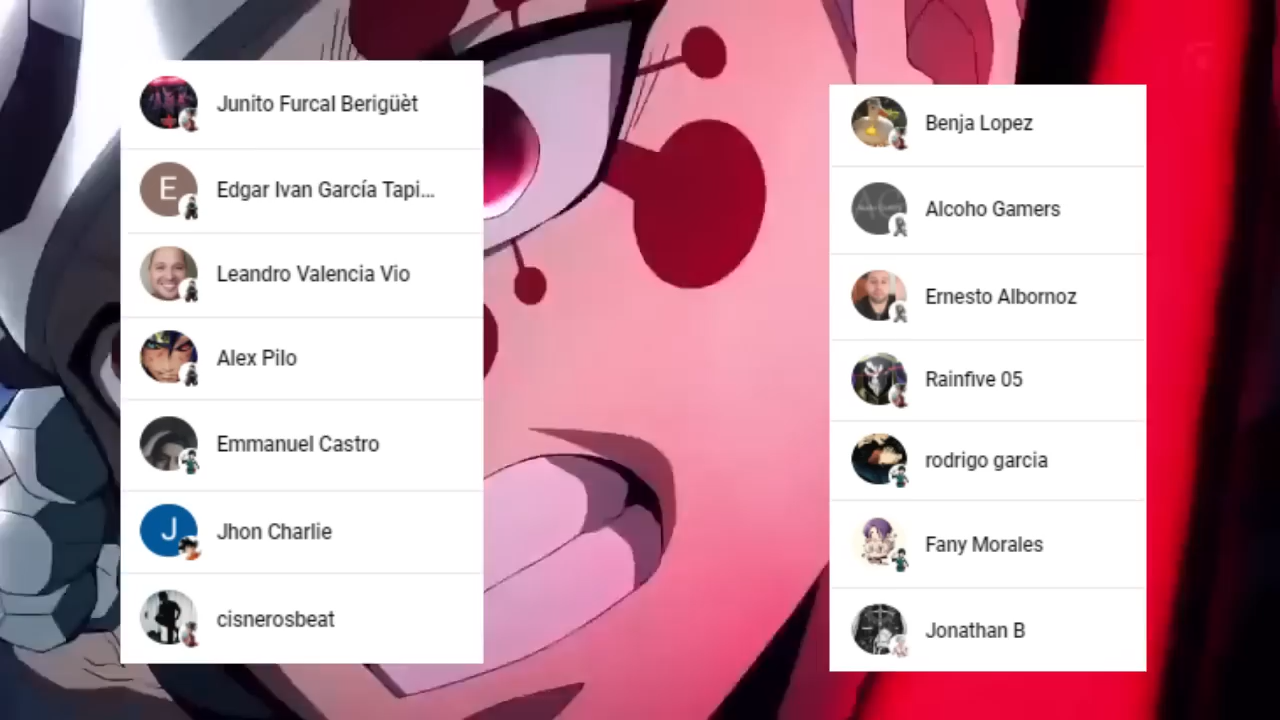 Junito Furcal Berigüèt
E
Edgar Ivan García Tapi...
Leandro Valencia Vio
Alex Pilo
Emmanuel Castro
J
Jhon Charlie
cisnerosbeat
Benja Lopez
Alcoho Gamers
Ernesto Albornoz
Rainfive 05
rodrigo garcia
Fany Morales
Jonathan B